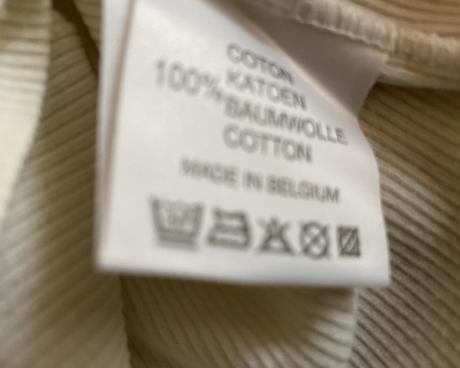 COTON
100% KATOEN
BAUMWOLLE
COTTON
MADE IN BELGIUM